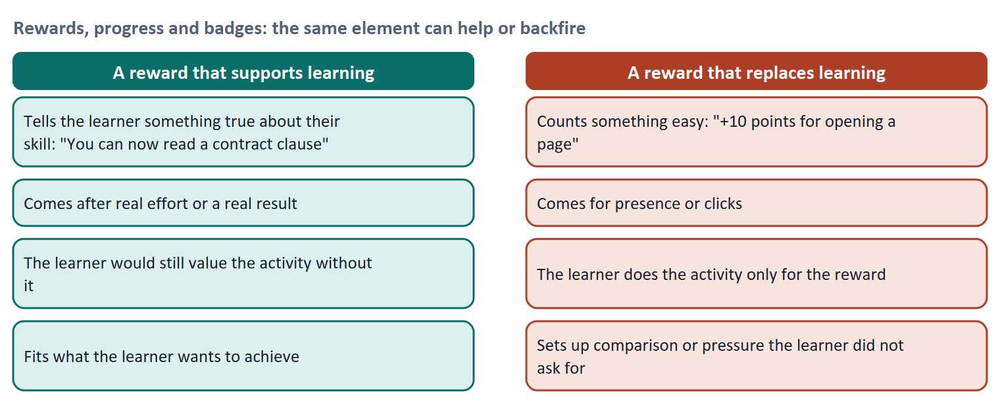 Rewards, progress and badges: the same element can help or backfire
A reward that supports learning
A reward that replaces learning
Tells the learner something true about their
skill: "You can now read a contract clause"
Counts something easy: "+10 points for opening a
page"
Comes after real effort or a real result
Comes for presence or clicks
The learner would still value the activity without
it
The learner does the activity only for the reward
Fits what the learner wants to achieve
Sets up comparison or pressure the learner did not
ask for